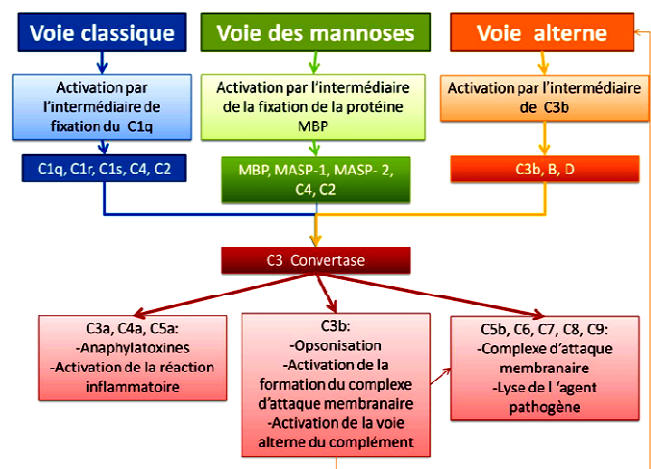 Voie classique
Voie des mannoses
Voie alterne
Activation par
l'intermédiaire de
fixation du C1q
Activation par l'intermédiaire
de la fixation de la protéine
MBP
Activation par l'intermédiaire
de C3b
C1q, C1r, C1s, C4, C2
MBP, MASP-1, MASP- 2,
C4, C2
C3b, B, D
C3 Convertase
C3a, C4a, C5a:
-Anaphylatoxines
-Activation de la réaction
inflammatoire
C3b:
-Opsonisation
-Activation de la
formation du complexe
d'attaque membranaire
-Activation de la voie
alterne du complément
C5b, C6, C7, C8, C9:
-Complexe d'attaque
membranaire
-Lyse de l 'agent
pathogène